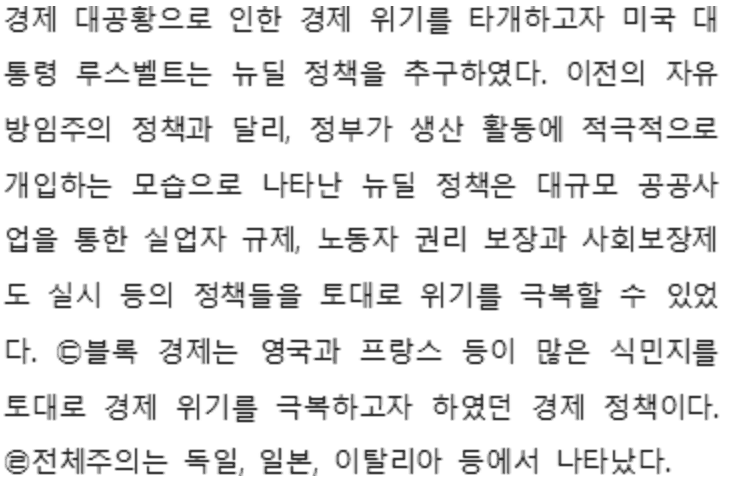 경제 대공황으로 인한 경제 위기를 타개하고자 미국 대
통령 루스벨트는 뉴딜 정책을 추구하였다. 이전의 자유
방임주의 정책과 달리, 정부가 생산 활동에 적극적으로
개입하는 모습으로 나타난 뉴딜 정책은 대규모 공공사
업을 통한 실업자 규제, 노동자 권리 보장과 사회보장제
도 실시 등의 정책들을 토대로 위기를 극복할 수 있었
다. ㉢블록 경제는 영국과 프랑스 등이 많은 식민지를
토대로 경제 위기를 극복하고자 하였던 경제 정책이다.
㉣전체주의는 독일, 일본, 이탈리아 등에서 나타났다.